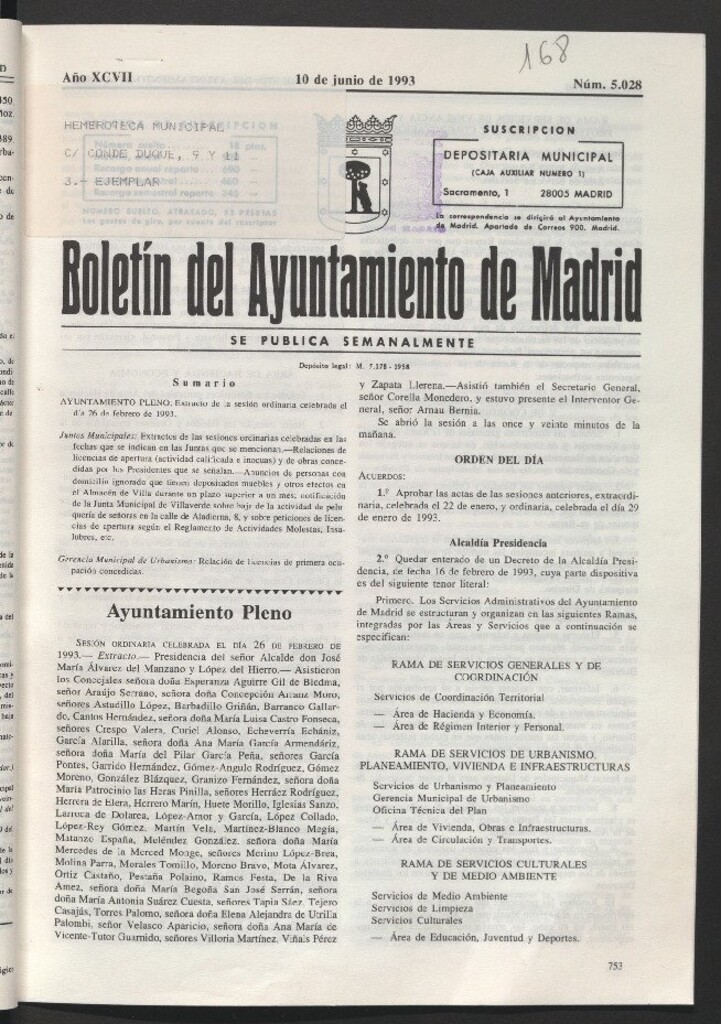 168
Año XCVII
10 de junio de 1993
Núm. 5.028
HEMEROTECA MUNICIPAL
C/ CONDE DUQUE, 9 Y 11
3.- EJEMPLAR
SUSCRIPCION
DEPOSITARIA MUNICIPAL
(CAJA AUXILIAR NUMERO 1)
Sacramento, 1 28005 MADRID
La correspondencia se dirigirá al Ayuntamiento
de Madrid. Apartado de Correos 900. Madrid.
Boletín del Ayuntamiento de Madrid
SE PUBLICA SEMANALMENTE
Depósito legal: M. 7.178 - 1958
Sumario
AYUNTAMIENTO PLENO. Extracto de la sesión ordinaria celebrada el
día 26 de febrero de 1993.
Juntas Municipales: Extractos de las sesiones ordinarias celebradas en las
fechas que se indican en las Juntas que se mencionan.—Relaciones de
licencias de apertura (actividad calificada e inocuas) y de obras conce-
didas por los Presidentes que se señalan.—Anuncios de personas con
domicilio ignorado que tienen depositados muebles y otros efectos en
el Almacén de Villa durante un plazo superior a un mes; notificación
de la Junta Municipal de Villaverde sobre baja de la actividad de pelu-
quería de señoras en la calle de Aladierna, 8, y sobre peticiones de licen-
cias de apertura según el Reglamento de Actividades Molestas, Insa-
lubres, etc.
Gerencia Municipal de Urbanismo: Relación de licencias de primera ocu-
pación concedidas.
Ayuntamiento Pleno
SESIÓN ORDINARIA CELEBRADA EL DÍA 26 DE FEBRERO DE
1993.— Extracto.— Presidencia del señor Alcalde don José
María Álvarez del Manzano y López del Hierro.— Asistieron
los Concejales señora doña Esperanza Aguirre Gil de Biedma,
señor Araújo Serrano, señora doña Concepción Arranz Moro,
señores Astudillo López, Barbadillo Griñán, Barranco Gallar-
do, Cantos Hernández, señora doña María Luisa Castro Fonseca,
señores Crespo Valera, Coriel Alonso, Echeverría Echániz,
García Alarilla, señora doña Ana María García Armendáriz,
señora doña María del Pilar García Peña, señores García
Pontes, Garrido Hernández, Gómez-Angulo Rodríguez, Gómez
Moreno, González Blázquez, Granizo Fernández, señora doña
María Patrocinio las Heras Pinilla, señores Herráez Rodríguez,
Herrera de Elera, Herrero Marín, Huete Morillo, Iglesias Sanzo,
Larroca de Dolarea, López-Amor y García, López Collado,
López-Rey Gómez, Martín Vela, Martínez-Blanco Megía,
Matanzo España, Meléndez González, señora doña María
Mercedes de la Merced Monge, señores Merino López-Brea,
Molina Parra, Morales Tomillo, Moreno Bravo, Mota Álvarez,
Ortiz Castaño, Pestaña Polaino, Ramos Festa, De la Riva
Ámez, señora doña María Begoña San José Serrán, señora
doña María Antonia Suárez Cuesta, señores Tapia Sáez, Tejero
Casajús, Torres Palomo, señora doña Elena Alejandra de Utrilla
Palombi, señor Velasco Aparicio, señora doña Ana María de
Vicente-Tutor Guarnido, señores Villoria Martínez, Viñals Pérez
y Zapata Llerena.—Asistió también el Secretario General,
señor Corella Monedero, y estuvo presente el Interventor Ge-
neral, señor Arnau Bernia.
Se abrió la sesión a las once y veinte minutos de la
mañana.
ORDEN DEL DÍA
ACUERDOS:
1.º Aprobar las actas de las sesiones anteriores, extraordi-
naria, celebrada el 22 de enero, y ordinaria, celebrada el día 29
de enero de 1993.
Alcaldía Presidencia
2.º Quedar enterado de un Decreto de la Alcaldía Presi-
dencia, de fecha 16 de febrero de 1993, cuya parte dispositiva
es del siguiente tenor literal:
Primero. Los Servicios Administrativos del Ayuntamiento
de Madrid se estructuran y organizan en las siguientes Ramas,
integradas por las Áreas y Servicios que a continuación se
especifican:
RAMA DE SERVICIOS GENERALES Y DE
COORDINACIÓN
Servicios de Coordinación Territorial
— Área de Hacienda y Economía.
— Área de Régimen Interior y Personal.
RAMA DE SERVICIOS DE URBANISMO,
PLANEAMIENTO, VIVIENDA E INFRAESTRUCTURAS
Servicios de Urbanismo y Planeamiento
Gerencia Municipal de Urbanismo
Oficina Técnica del Plan
— Área de Vivienda, Obras e Infraestructuras.
— Área de Circulación y Transportes.
RAMA DE SERVICIOS CULTURALES
Y DE MEDIO AMBIENTE
Servicios de Medio Ambiente
Servicios de Limpieza
Servicios Culturales
— Área de Educación, Juventud y Deportes.
753